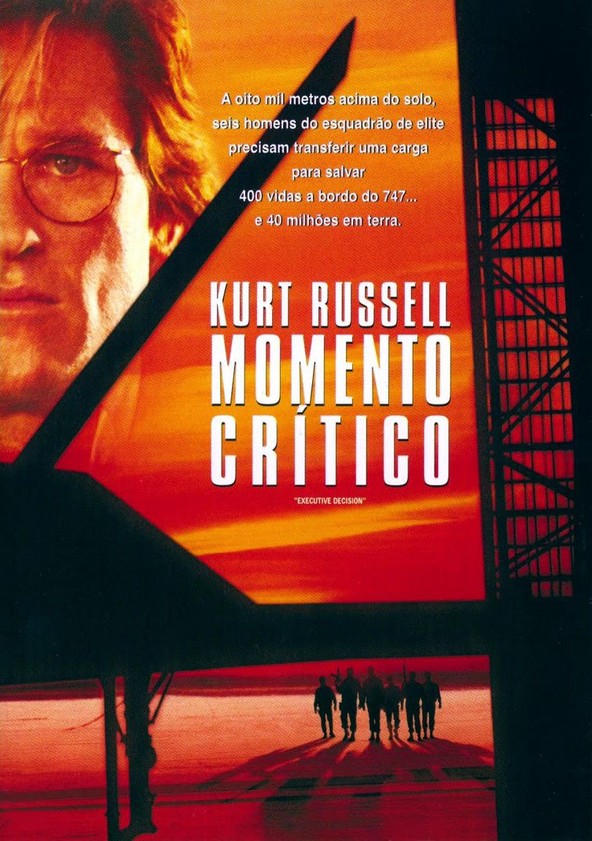 A oito mil metros acima do solo,
seis homens do esquadrão de elite
precisam transferir uma carga
para salvar
400 vidas a bordo do 747...
e 40 milhões em terra.
KURT RUSSELL
MOMENTO
CRÍTICO
"EXECUTIVE DECISION"